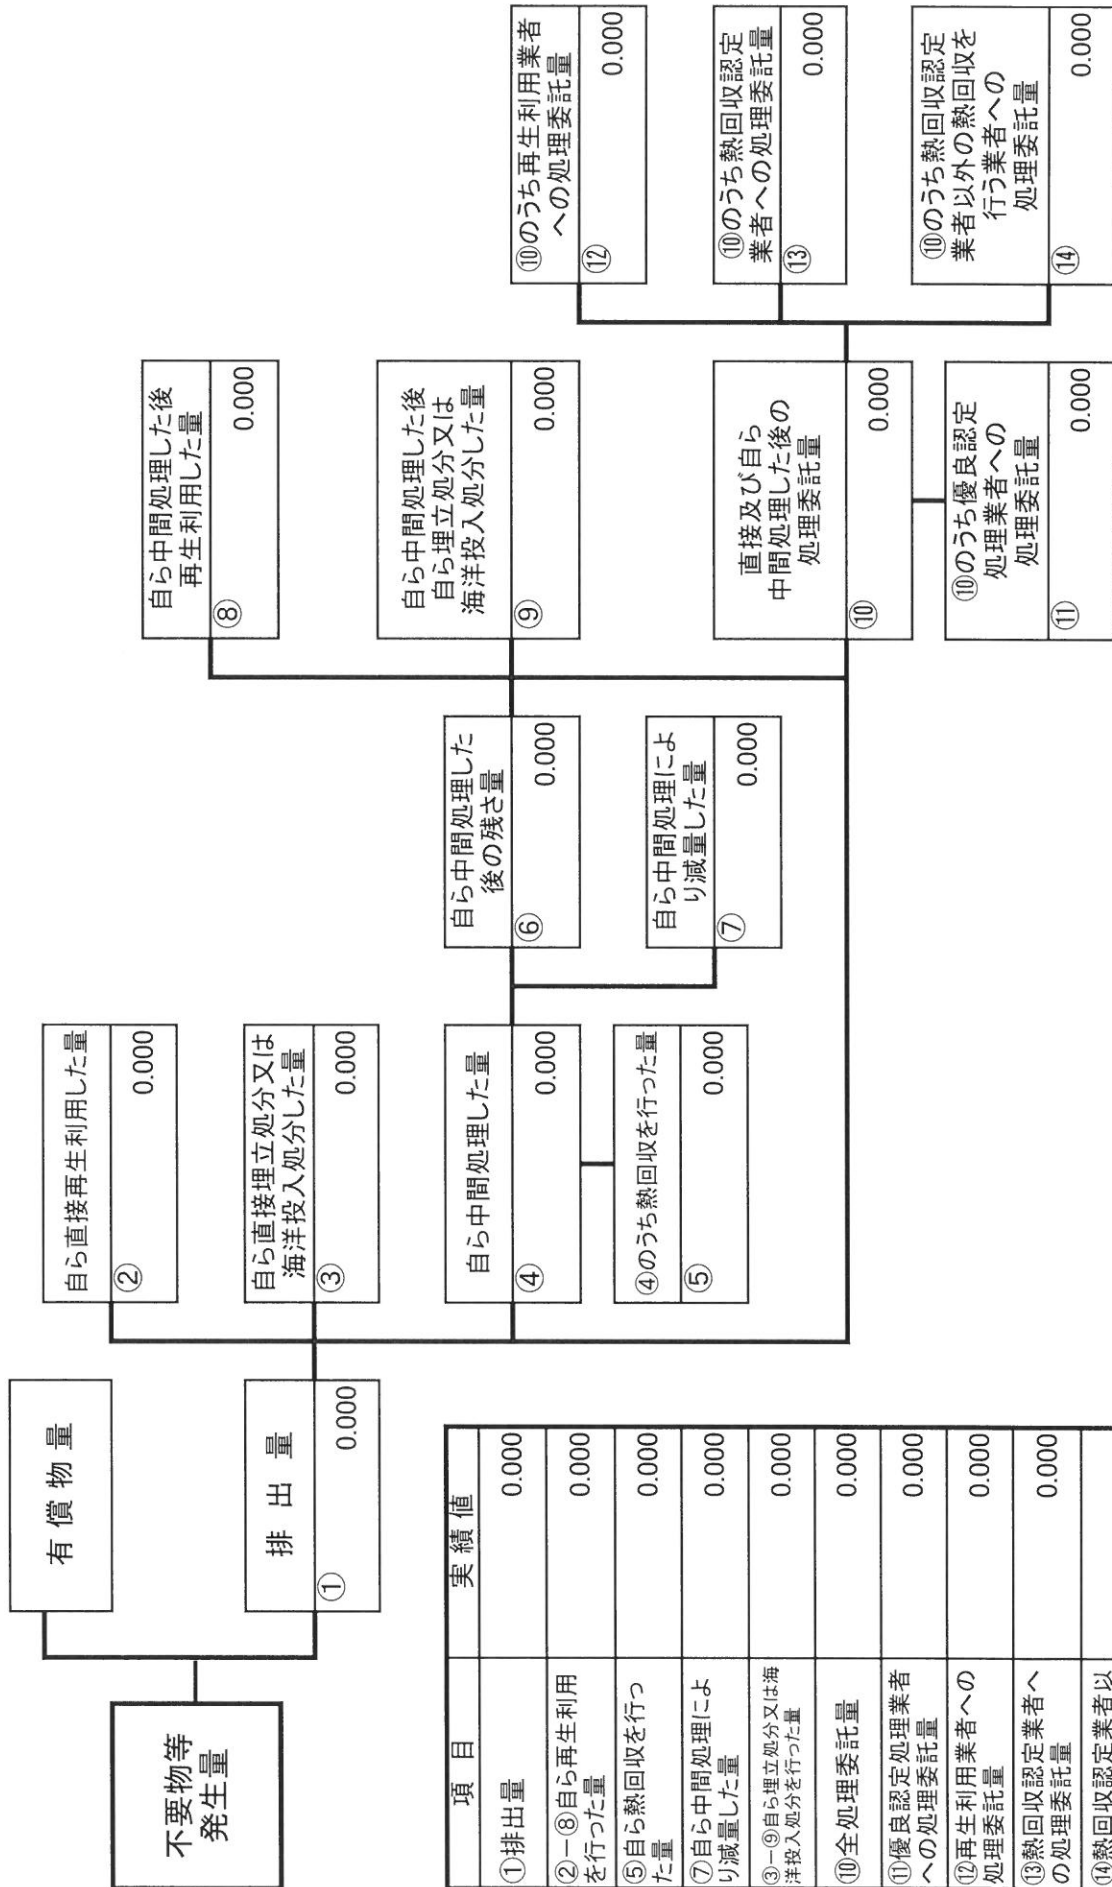 不要物等
発生量
有償物量
排出量
①
0.000
自ら直接再生利用した量
②
0.000
自ら直接埋立処分又は
海洋投入処分した量
③
0.000
自ら中間処理した量
④
0.000
④のうち熱回収を行った量
⑤
0.000
自ら中間処理した
後の残さ量
⑥
0.000
自ら中間処理によ
り減量した量
⑦
0.000
自ら中間処理した後
再生利用した量
⑧
0.000
自ら中間処理した後
自ら埋立処分又は
海洋投入処分した量
⑨
0.000
直接及び自ら
中間処理した後の
処理委託量
⑩
0.000
⑩のうち優良認定
処理業者への
処理委託量
⑪
0.000
⑩のうち再生利用業者
への処理委託量
⑫
0.000
⑩のうち熱回収認定
業者への処理委託量
⑬
0.000
⑩のうち熱回収認定
業者以外の熱回収を
行う業者への
処理委託量
⑭
0.000
項目 実績値
①排出量 0.000
②－⑧自ら再生利用
を行った量 0.000
⑤自ら熱回収を行っ
た量 0.000
⑦自ら中間処理によ
り減量した量 0.000
③－⑨自ら埋立処分又は海
洋投入処分を行った量 0.000
⑩全処理委託量 0.000
⑪優良認定処理業者
への処理委託量 0.000
⑫再生利用業者への
処理委託量 0.000
⑬熱回収認定業者へ
の処理委託量 0.000
⑭熱回収認定業者以